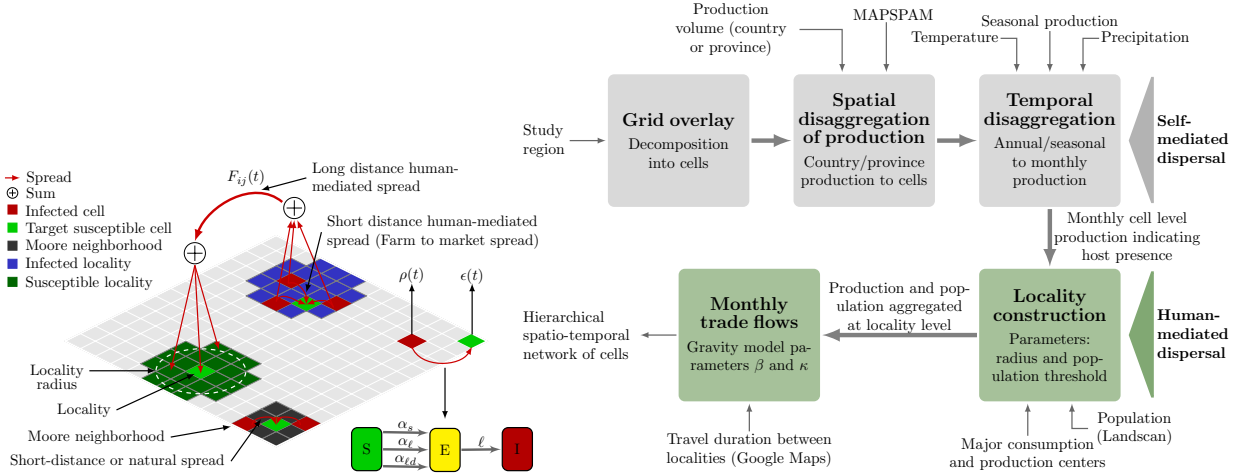 Spread
Sum
Infected cell
Target susceptible cell
Moore neighborhood
Infected locality
Susceptible locality
F_{ij}(t)
Long distance human-
mediated spread
Short distance human-mediated
spread (Farm to market spread)
ρ(t)
ϵ(t)
Locality
radius
Locality
Moore neighborhood
Short-distance or natural spread
S
α_s
α_ℓ
α_{ℓd}
E
ℓ
I
Production
volume (country
or province)
MAPSPAM
Seasonal production
Temperature
Precipitation
Study
region
Grid overlay
Decomposition
into cells
Spatial
disaggregation
of production
Country/province
production to cells
Temporal
disaggregation
Annual/seasonal
to monthly
production
Self-
mediated
dispersal
Monthly cell level
production indicating
host presence
Hierarchical
spatio-temporal
network of cells
Monthly
trade flows
Gravity model pa-
rameters β and κ
Production and pop-
ulation aggregated
at locality level
Locality
construction
Parameters:
radius and pop-
ulation threshold
Human-
mediated
dispersal
Travel duration between
localities (Google Maps)
Major consumption
and production centers
Population
(Landscan)